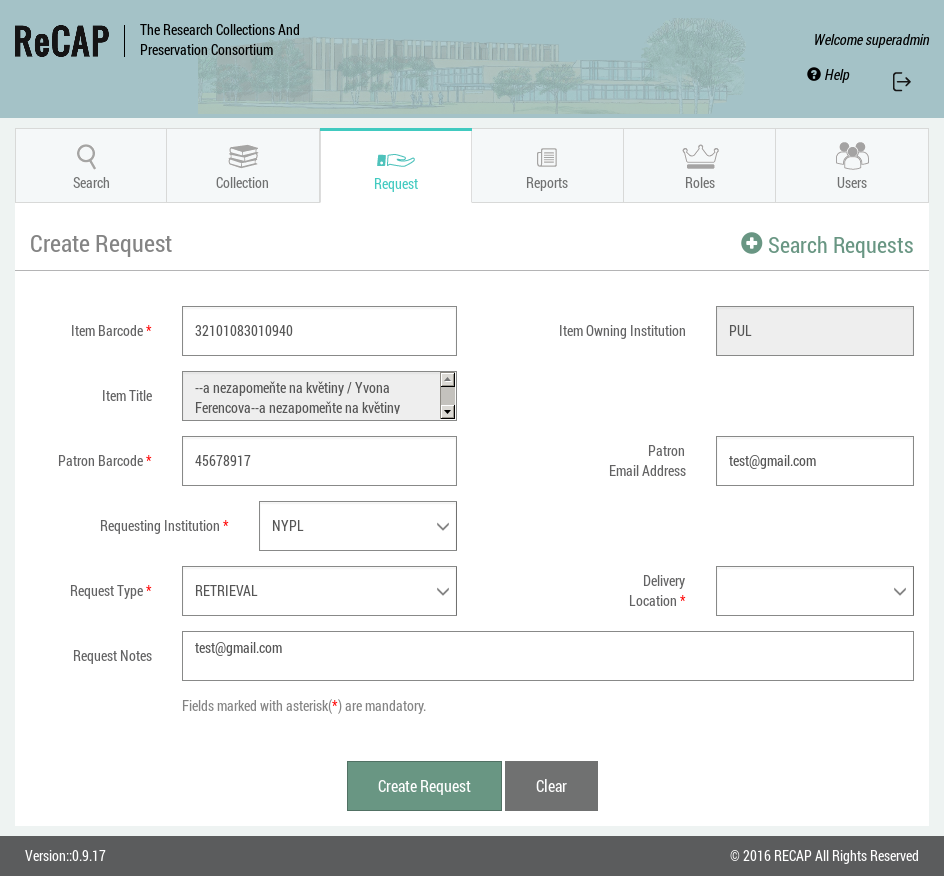 ReCAP
The Research Collections And
Preservation Consortium
Welcome superadmin
Help
Search
Collection
Request
Reports
Roles
Users
Create Request
Search Requests
Item Barcode *
32101083010940
Item Owning Institution
PUL
Item Title
--a nezapomeňte na květiny / Yvona
Ferencova--a nezapomeňte na květiny
Patron Barcode *
45678917
Patron
Email Address
test@gmail.com
Requesting Institution *
NYPL
Request Type *
RETRIEVAL
Delivery
Location *
Request Notes
test@gmail.com
Fields marked with asterisk(*) are mandatory.
Create Request
Clear
Version::0.9.17
© 2016 RECAP All Rights Reserved